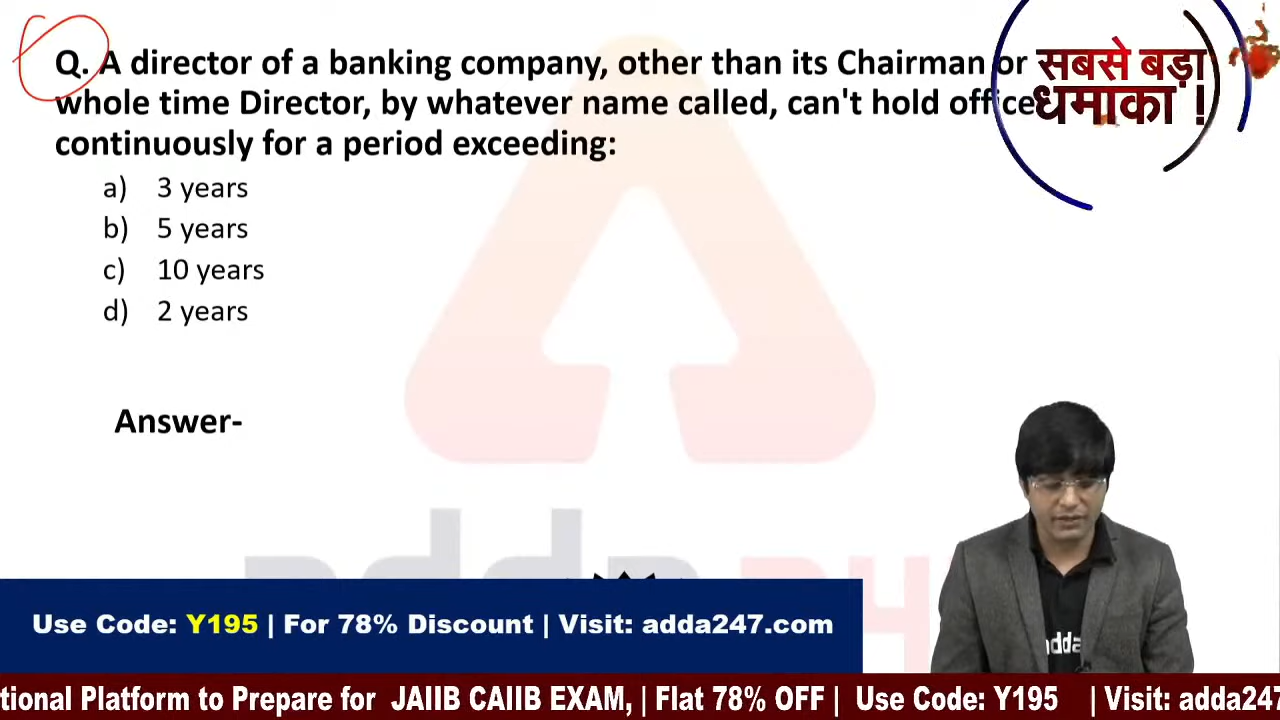 Q. A director of a banking company, other than its Chairman or
whole time Director, by whatever name called, can't hold office
continuously for a period exceeding:
a) 3 years
b) 5 years
c) 10 years
d) 2 years
Answer-
सबसे बड़ा
धमाका !
adda
Use Code: Y195 | For 78% Discount | Visit: adda247.com
tional Platform to Prepare for JAIIB CAIIB EXAM, | Flat 78% OFF | Use Code: Y195 | Visit: adda247